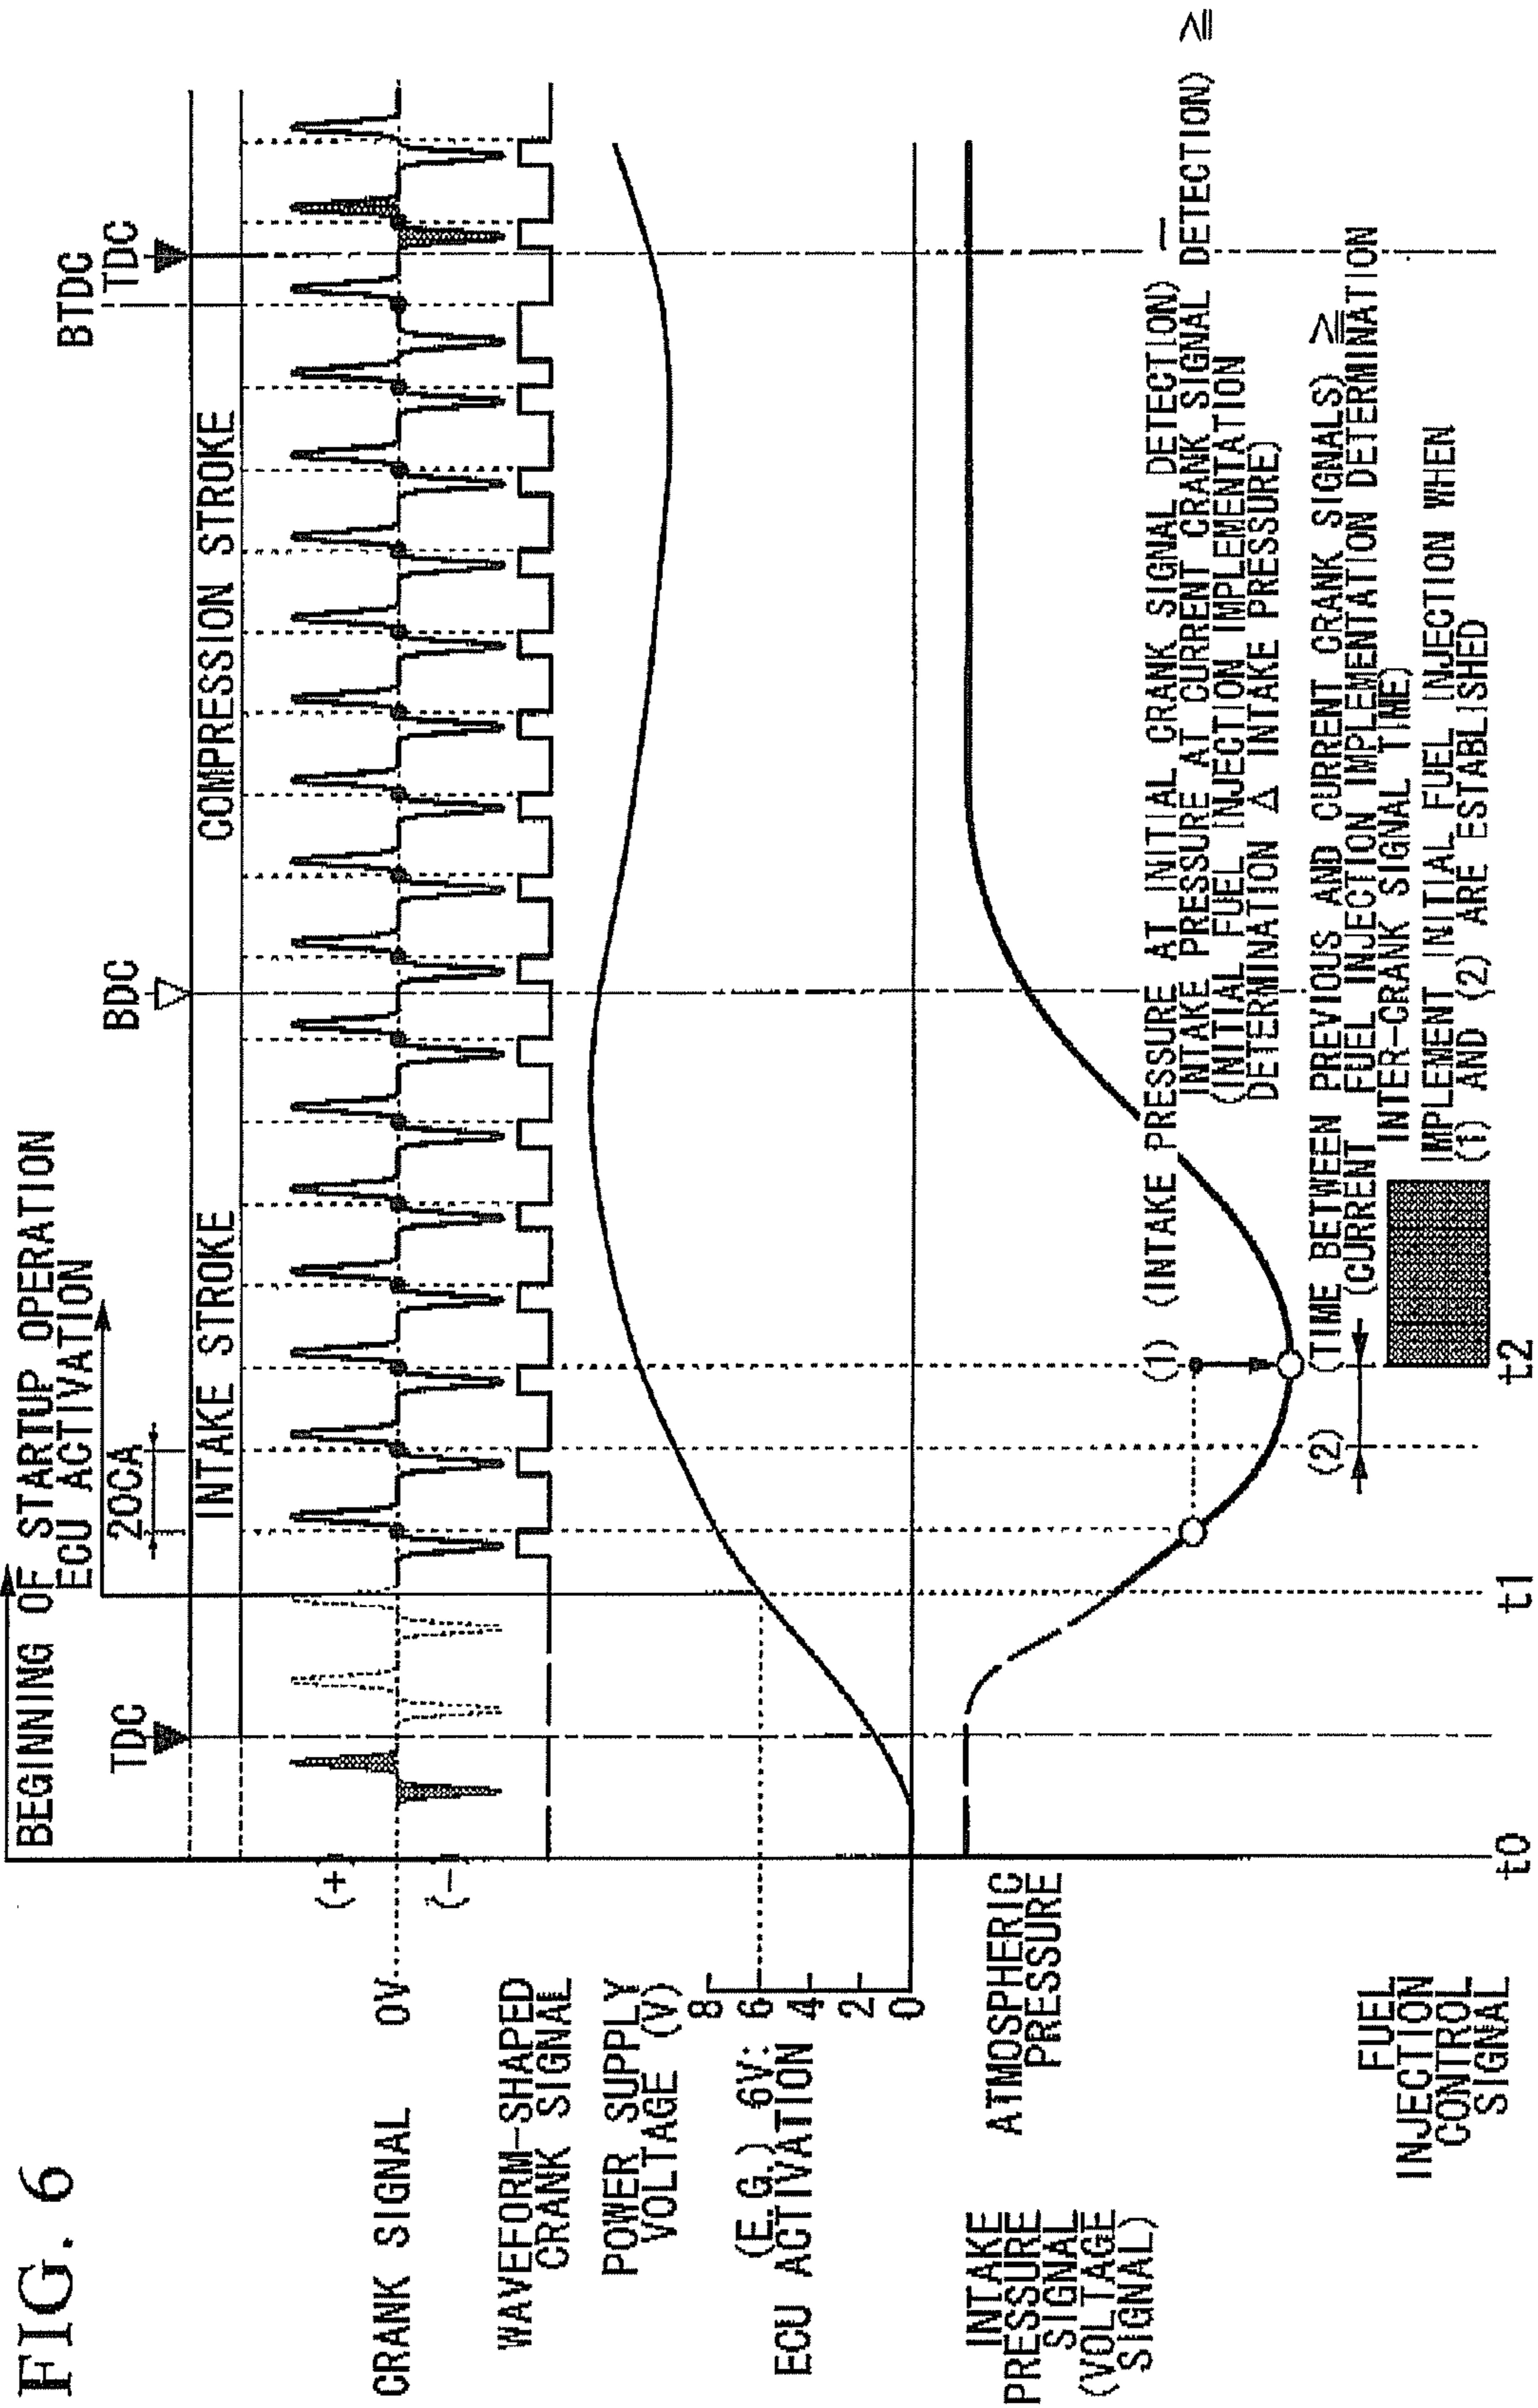 FIG. 6
BEGINNING OF STARTUP OPERATION
ECU ACTIVATION
TDC
20CA
BDC
BTDC
TDC
INTAKE STROKE
COMPRESSION STROKE
CRANK SIGNAL 0V
(+)
(-)
WAVEFORM-SHAPED
CRANK SIGNAL
POWER SUPPLY
VOLTAGE (V)
8
6
4
2
0
(E.G.) 6V:
ECU ACTIVATION
ATMOSPHERIC
PRESSURE
INTAKE
PRESSURE
SIGNAL
(VOLTAGE
SIGNAL)
(1) (INTAKE PRESSURE AT INITIAL CRANK SIGNAL DETECTION) −
INTAKE PRESSURE AT CURRENT CRANK SIGNAL DETECTION) ≧
(INITIAL FUEL INJECTION IMPLEMENTATION
DETERMINATION Δ INTAKE PRESSURE)
(2) (TIME BETWEEN PREVIOUS AND CURRENT CRANK SIGNALS) ≧
(CURRENT FUEL INJECTION IMPLEMENTATION DETERMINATION
INTER-CRANK SIGNAL TIME)
IMPLEMENT INITIAL FUEL INJECTION WHEN
(1) AND (2) ARE ESTABLISHED
FUEL
INJECTION
CONTROL
SIGNAL
t0
t1
t2